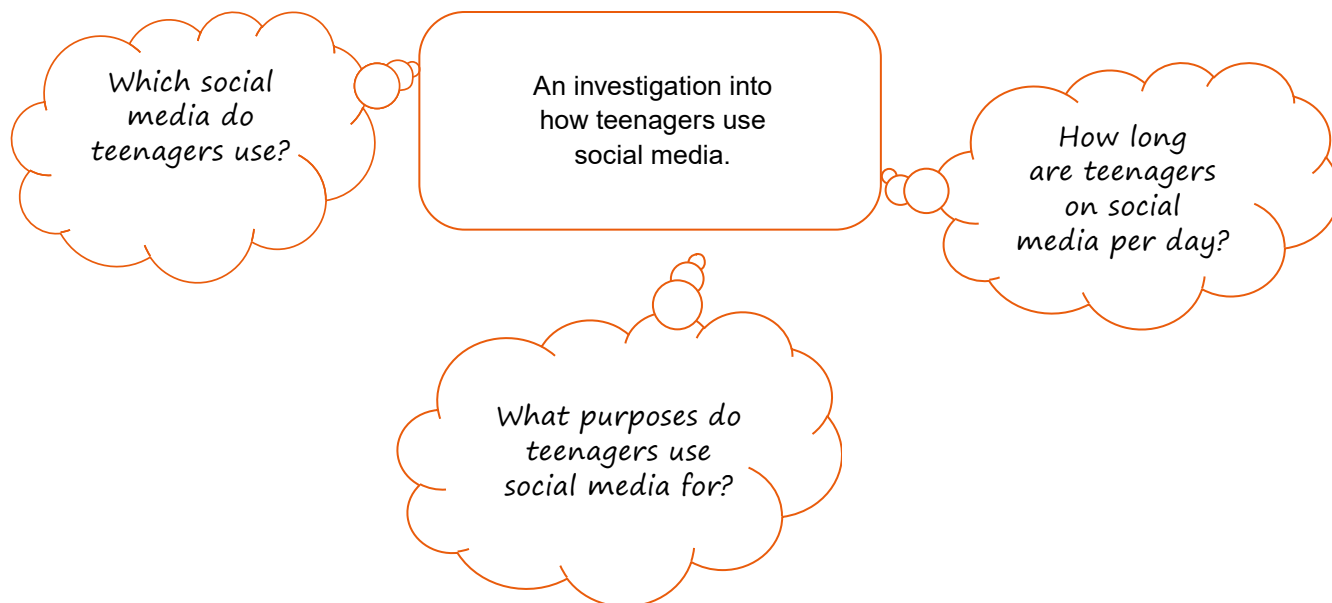 Which social
media do
teenagers use?
An investigation into
how teenagers use
social media.
How long
are teenagers
on social
media per day?
What purposes do
teenagers use
social media for?